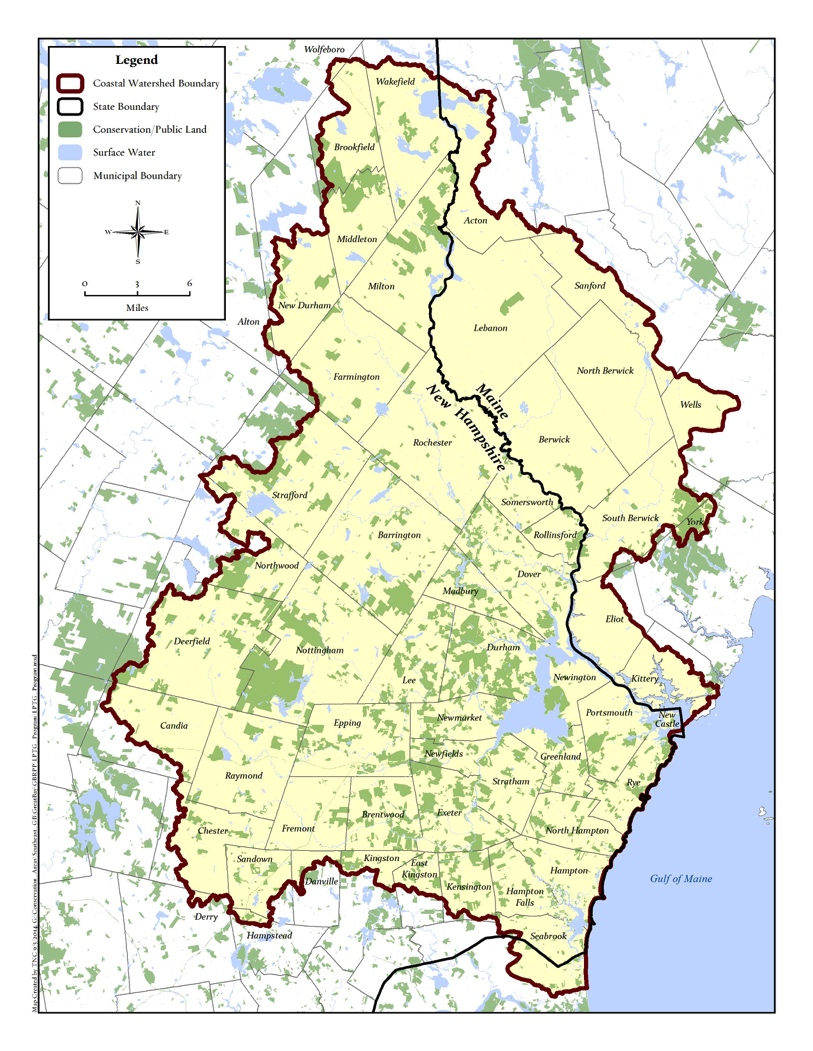 Legend
Coastal Watershed Boundary
State Boundary
Conservation/Public Land
Surface Water
Municipal Boundary
N
W
E
S
0
3
6
Miles
Wolfeboro
Wakefield
Brookfield
Acton
Middleton
Milton
Sanford
New Durham
Alton
Lebanon
North Berwick
Farmington
Wells
Maine
New Hampshire
Rochester
Berwick
Strafford
Somersworth
South Berwick
York
Barrington
Rollinsford
Northwood
Dover
Madbury
Eliot
Deerfield
Nottingham
Durham
Lee
Newington
Kittery
Candia
Epping
Newmarket
Portsmouth
New
Castle
Newfields
Greenland
Raymond
Stratham
Rye
Brentwood
Exeter
Chester
Fremont
North Hampton
Sandown
Kingston
East
Kingston
Hampton
Danville
Kensington
Hampton
Falls
Gulf of Maine
Derry
Hampstead
Seabrook